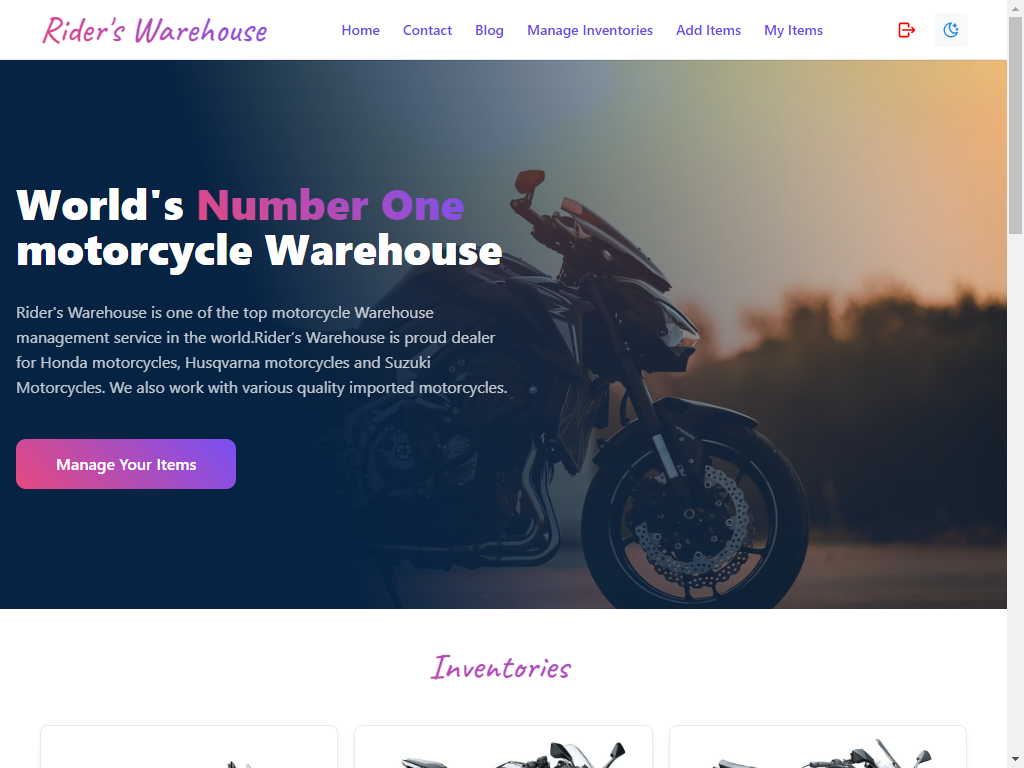 Rider's Warehouse
Home
Contact
Blog
Manage Inventories
Add Items
My Items
World's Number One
motorcycle Warehouse
Rider's Warehouse is one of the top motorcycle Warehouse
management service in the world.Rider's Warehouse is proud dealer
for Honda motorcycles, Husqvarna motorcycles and Suzuki
Motorcycles. We also work with various quality imported motorcycles.
Manage Your Items
Inventories